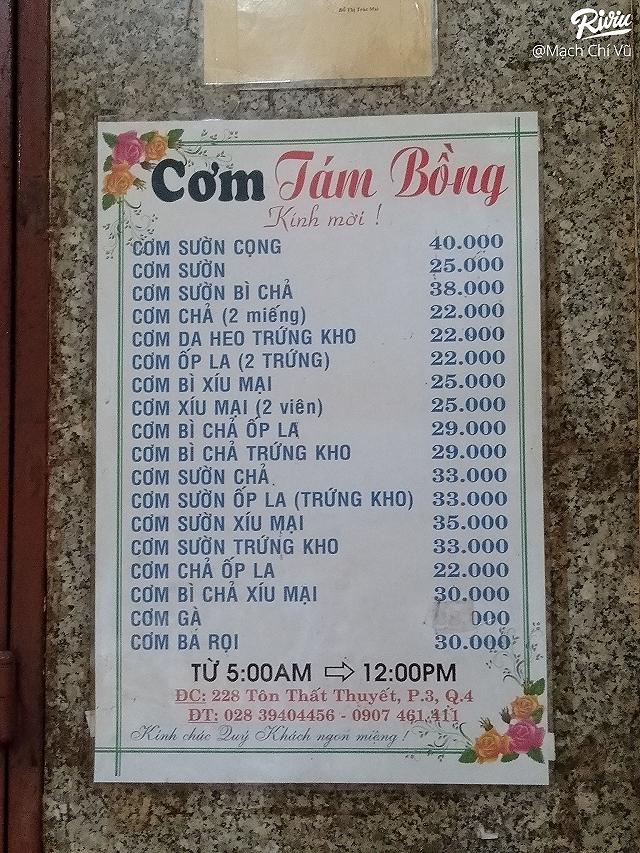 Đỗ Thị Trúc Mai
Riviu
@Mạch Chí Vũ
Cơm Tám Bồng
Kính mời !
CƠM SƯỜN CỌNG 40.000
CƠM SƯỜN 25.000
CƠM SƯỜN BÌ CHẢ 38.000
CƠM CHẢ (2 miếng) 22.000
CƠM DA HEO TRỨNG KHO 22.000
CƠM ỐP LA (2 TRỨNG) 22.000
CƠM BÌ XÍU MẠI 25.000
CƠM XÍU MẠI (2 viên) 25.000
CƠM BÌ CHẢ ỐP LA 29.000
CƠM BÌ CHẢ TRỨNG KHO 29.000
CƠM SƯỜN CHẢ 33.000
CƠM SƯỜN ỐP LA (TRỨNG KHO) 33.000
CƠM SƯỜN XÍU MẠI 35.000
CƠM SƯỜN TRỨNG KHO 33.000
CƠM CHẢ ỐP LA 22.000
CƠM BÌ CHẢ XÍU MẠI 30.000
CƠM GÀ 000
CƠM BA RỌI 30.000
TỪ 5:00AM ⇨ 12:00PM
ĐC: 228 Tôn Thất Thuyết, P.3, Q.4
ĐT: 028 39404456 - 0907 461.411
Kính chúc Quý Khách ngon miệng !